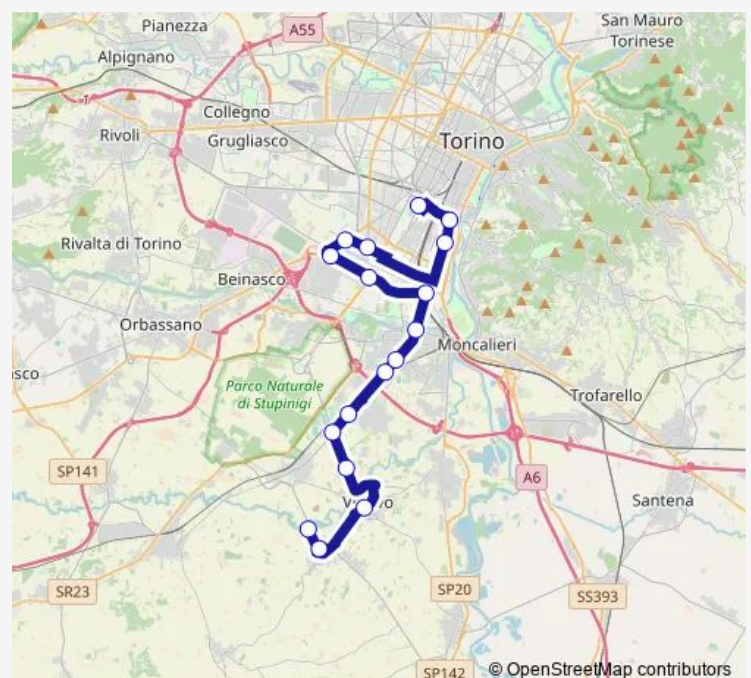 Pianezza
San Mauro
Torinese
A55
Alpignano
Collegno
Torino
Rivoli
Grugliasco
Rivalta di Torino
Beinasco
Orbassano
Moncalieri
sco
Parco Naturale
di Stupinigi
Trofarello
SP141
A6
Santena
SR23
SP20
SS393
SP142
© OpenStreetMap contributors